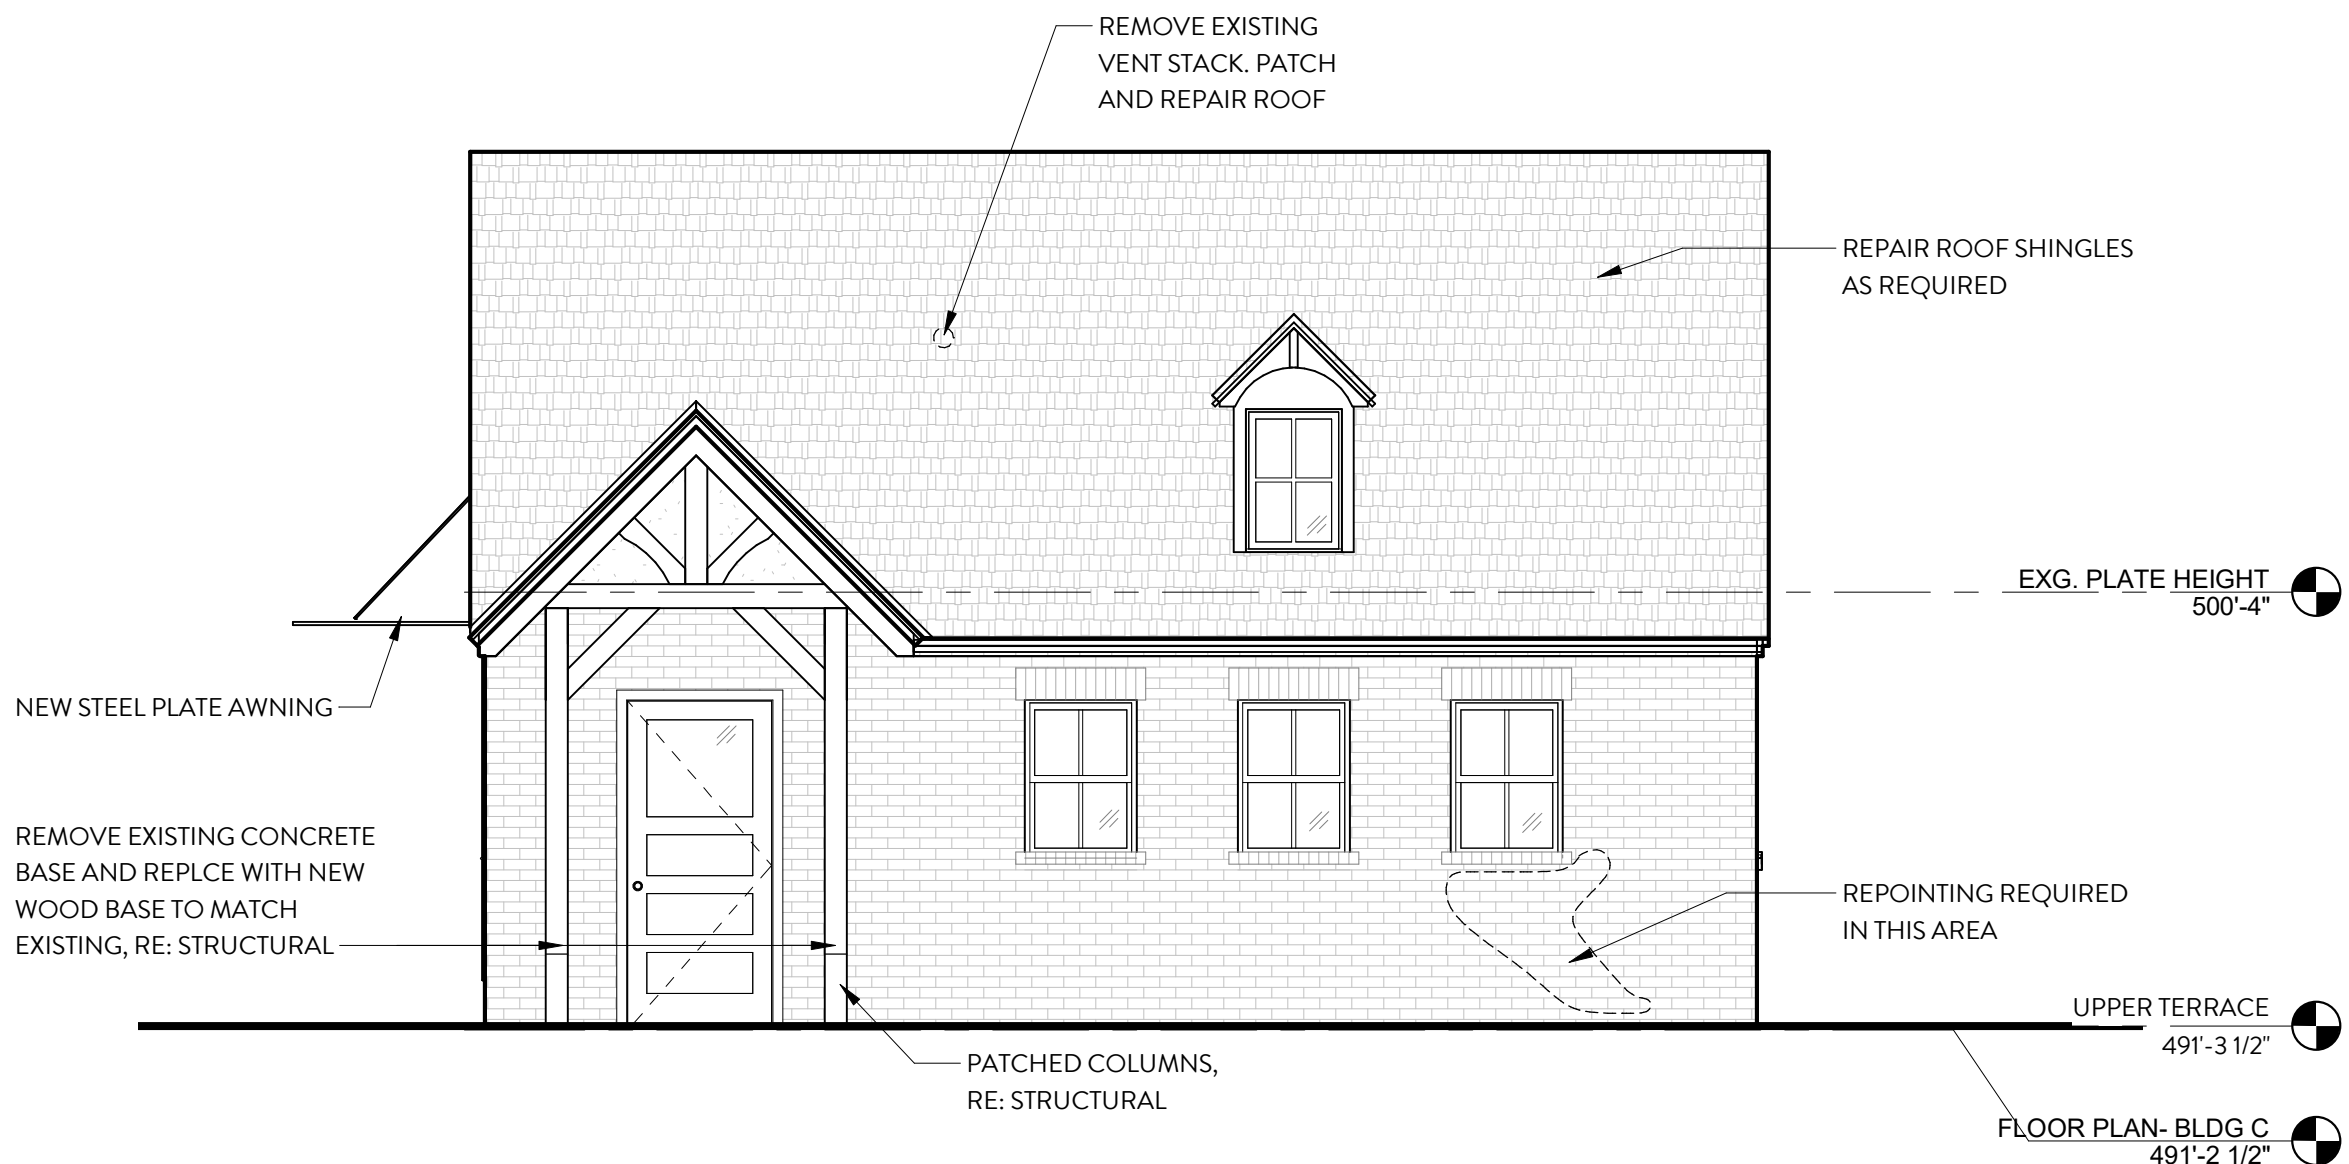 REMOVE EXISTING
VENT STACK. PATCH
AND REPAIR ROOF
REPAIR ROOF SHINGLES
AS REQUIRED
EXG. PLATE HEIGHT
500'-4"
NEW STEEL PLATE AWNING
REMOVE EXISTING CONCRETE
BASE AND REPLCE WITH NEW
WOOD BASE TO MATCH
EXISTING, RE: STRUCTURAL
REPOINTING REQUIRED
IN THIS AREA
UPPER TERRACE
491'-3 1/2"
PATCHED COLUMNS,
RE: STRUCTURAL
FLOOR PLAN- BLDG C
491'-2 1/2"